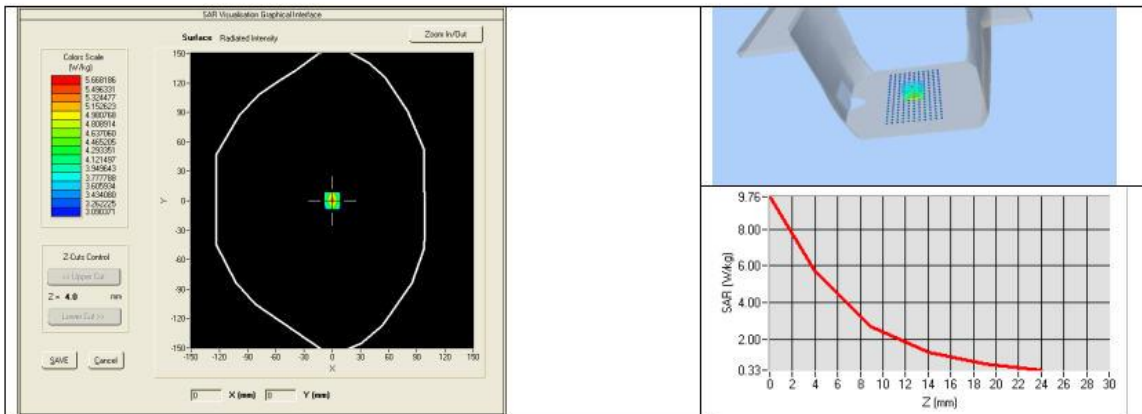 SAR Visualisation Graphical Interface
Surface Radiated Intensity
Zoom In/Out
Colors Scale
(W/kg)
5.668186
5.496331
5.324477
5.152623
4.980768
4.808914
4.637060
4.465205
4.293351
4.121497
3.949643
3.777788
3.605934
3.434080
3.262225
3.090371
Z-Cuts Control
<< Upper Cut
Z = 4.0 mm
Lower Cut >>
SAVE Cancel
150
120
90
60
30
0
-30
-60
-90
-120
-150
Y
-150 -120 -90 -60 -30 0 30 60 90 120 150
X
0 X (mm) 0 Y (mm)
9.76
8.00
6.00
4.00
2.00
0.33
SAR (W/kg)
0 2 4 6 8 10 12 14 16 18 20 22 24 26 28 30
Z (mm)